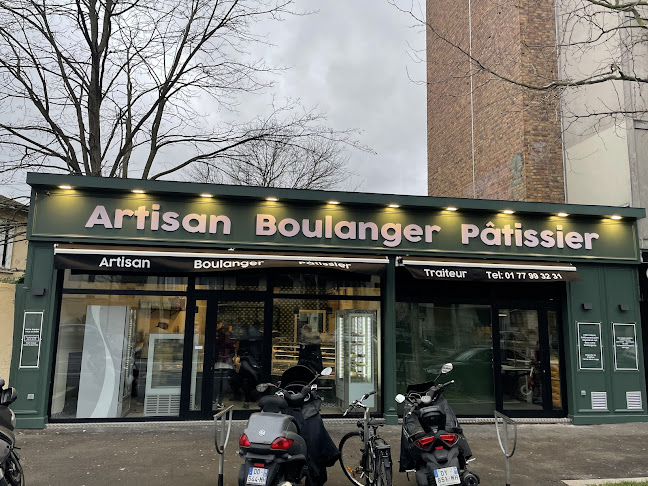 Artisan Boulanger Pâtissier
Artisan Boulanger Pâtissier
Traiteur Tel: 01 77 99 32 31